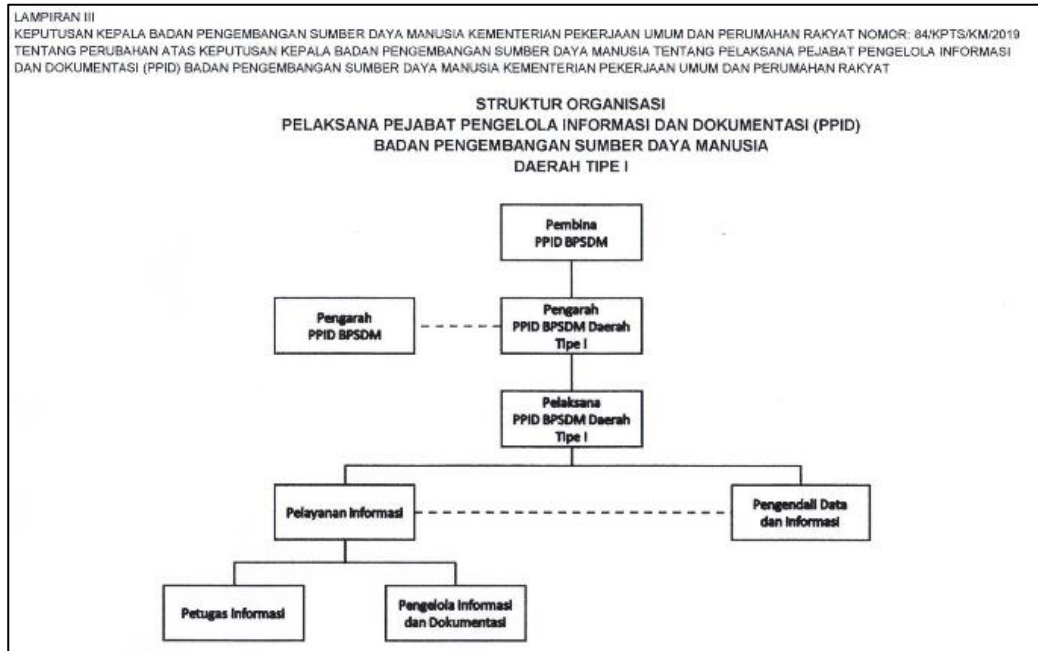 LAMPIRAN III
KEPUTUSAN KEPALA BADAN PENGEMBANGAN SUMBER DAYA MANUSIA KEMENTERIAN PEKERJAAN UMUM DAN PERUMAHAN RAKYAT NOMOR: 84/KPTS/KM/2019
TENTANG PERUBAHAN ATAS KEPUTUSAN KEPALA BADAN PENGEMBANGAN SUMBER DAYA MANUSIA TENTANG PELAKSANA PEJABAT PENGELOLA INFORMASI
DAN DOKUMENTASI (PPID) BADAN PENGEMBANGAN SUMBER DAYA MANUSIA KEMENTERIAN PEKERJAAN UMUM DAN PERUMAHAN RAKYAT
STRUKTUR ORGANISASI
PELAKSANA PEJABAT PENGELOLA INFORMASI DAN DOKUMENTASI (PPID)
BADAN PENGEMBANGAN SUMBER DAYA MANUSIA
DAERAH TIPE I
Pembina
PPID BPSDM
Pengarah
PPID BPSDM
Pengarah
PPID BPSDM Daerah
Tipe I
Pelaksana
PPID BPSDM Daerah
Tipe I
Pelayanan Informasi
Pengendali Data
dan Informasi
Petugas Informasi
Pengelola Informasi
dan Dokumentasi